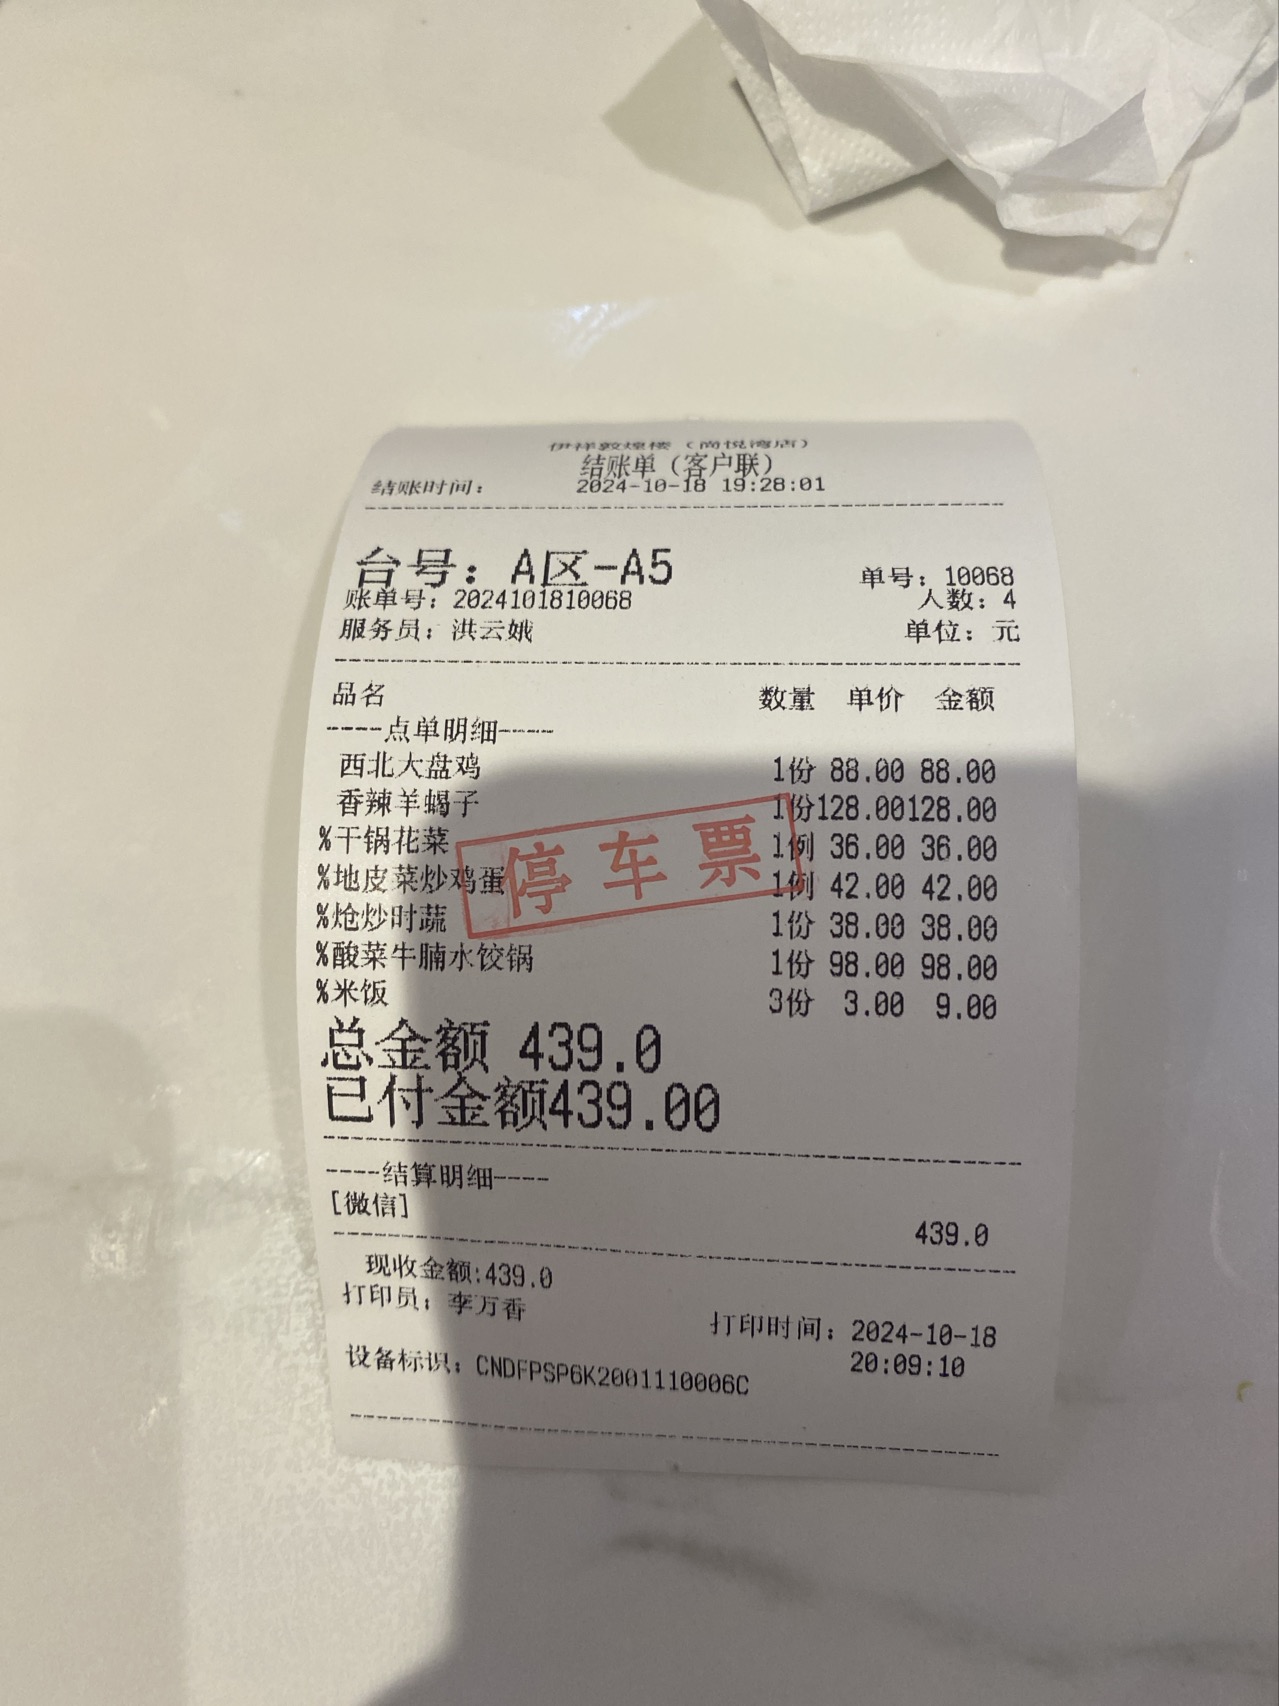 伊祥敦煌楼（尚悦湾店）
结账单（客户联）
结账时间： 2024-10-18 19:28:01
台号：A区-A5 单号：10068
账单号：2024101810068 人数：4
服务员：洪云娥 单位：元
品名 数量 单价 金额
----点单明细----
西北大盘鸡 1份 88.00 88.00
香辣羊蝎子 1份128.00128.00
%干锅花菜 1例 36.00 36.00
%地皮菜炒鸡蛋 1例 42.00 42.00
停车票
%炝炒时蔬 1份 38.00 38.00
%酸菜牛腩水饺锅 1份 98.00 98.00
%米饭 3份 3.00 9.00
总金额 439.0
已付金额439.00
----结算明细----
[微信] 439.0
现收金额:439.0
打印员：李万香 打印时间：2024-10-18
20:09:10
设备标识：CNDFPSP6K2001110006C